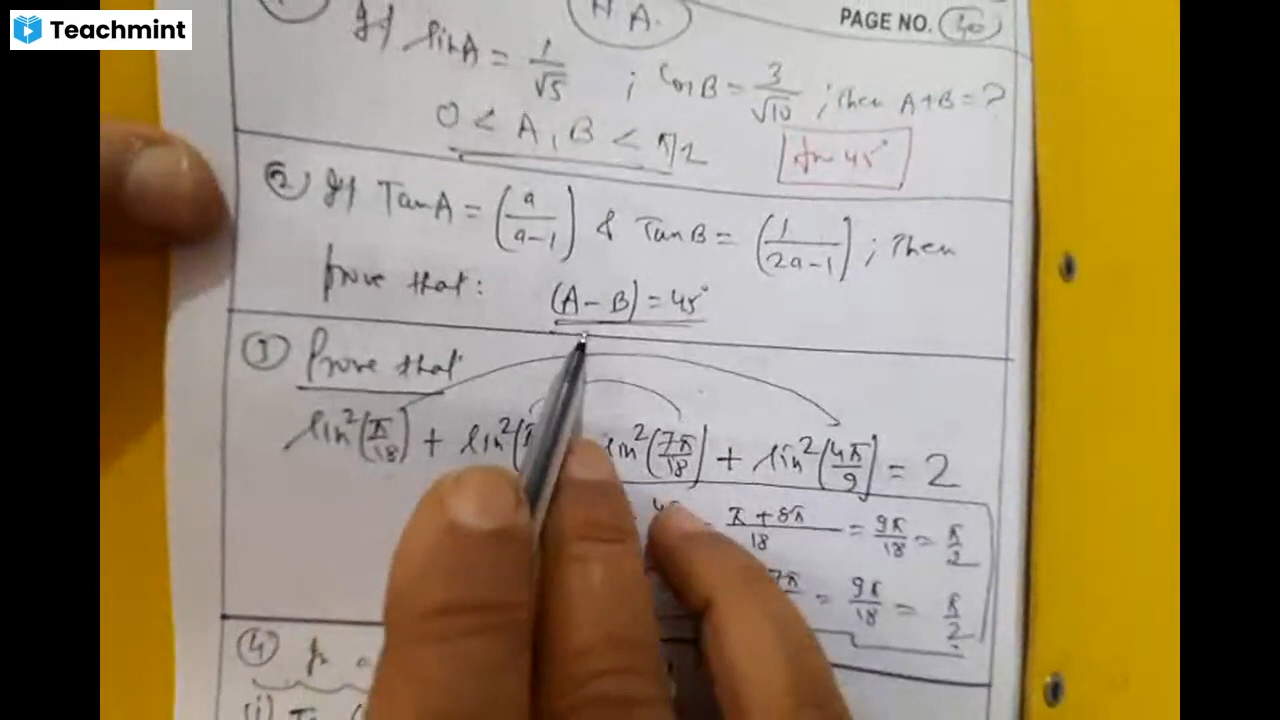 Teachmint
H A.
PAGE NO. 40
If sinA = 1/√5 ; CosB = 3/√10 ; then A+B = ?
0 < A, B < π/2
Ans 45°
② If TanA = (a/a-1) & TanB = (1/2a-1) ; Then
prove that: (A - B) = 45°
③ Prove that
sin²(π/18) + sin²( sin²(7π/18) + sin²(4π/9) = 2
= π + 8π/18 = 9π/18 = π/2
7π = 9π/18 = π/2
④
(i)